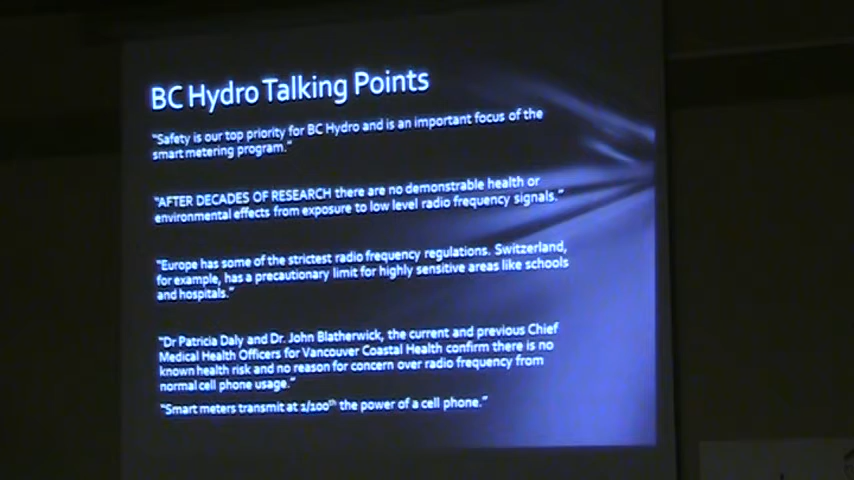 BC Hydro Talking Points
"Safety is our top priority for BC Hydro and is an important focus of the
smart metering program."
"AFTER DECADES OF RESEARCH there are no demonstrable health or
environmental effects from exposure to low level radio frequency signals."
"Europe has some of the strictest radio frequency regulations. Switzerland,
for example, has a precautionary limit for highly sensitive areas like schools
and hospitals."
"Dr Patricia Daly and Dr. John Blatherwick, the current and previous Chief
Medical Health Officers for Vancouver Coastal Health confirm there is no
known health risk and no reason for concern over radio frequency from
normal cell phone usage."
"Smart meters transmit at 1/100th the power of a cell phone."